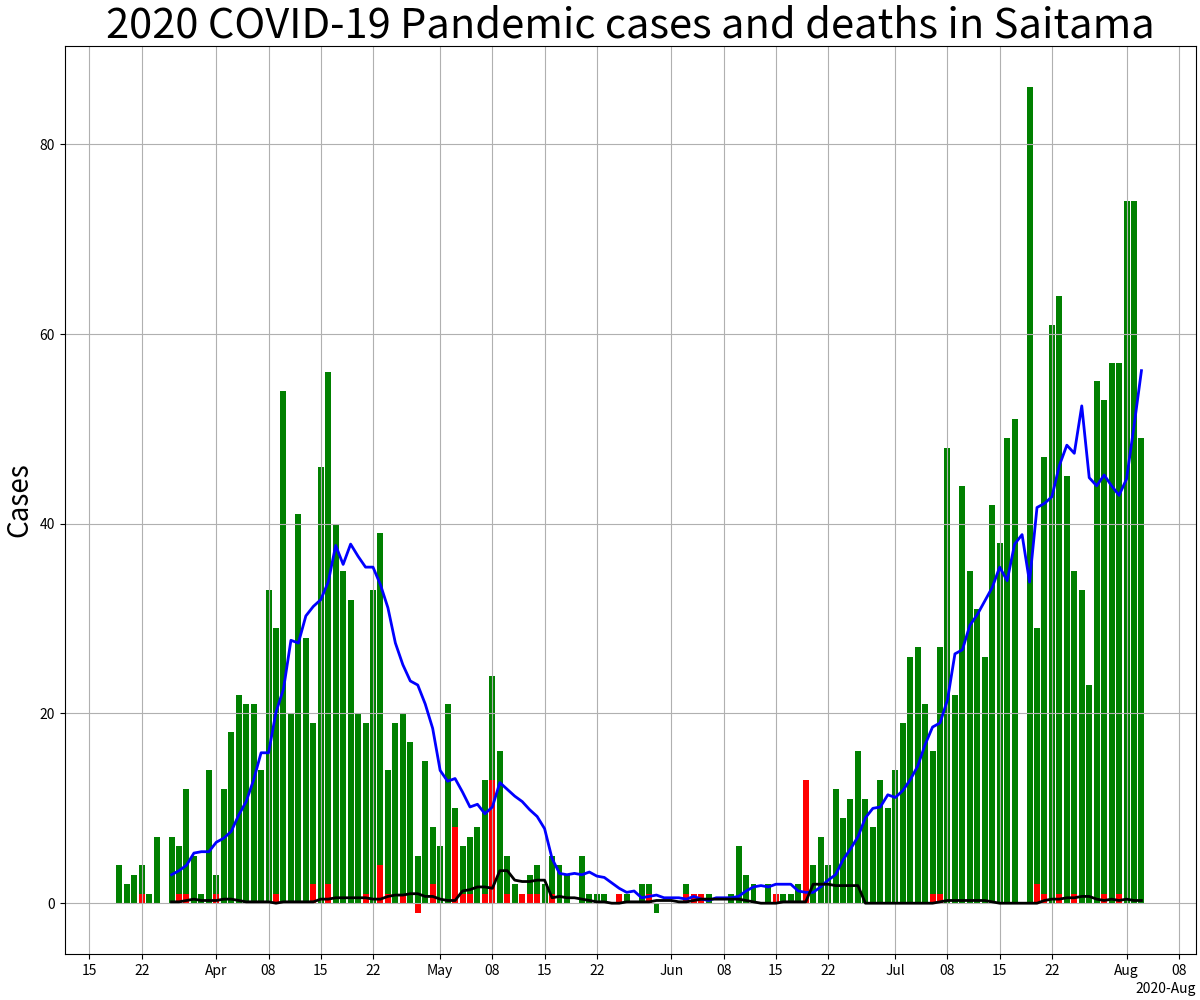 2020 COVID-19 Pandemic cases and deaths in Saitama
Cases
80
60
40
20
0
15 22 Apr 08 15 22 May 08 15 22 Jun 08 15 22 Jul 08 15 22 Aug 08
2020-Aug